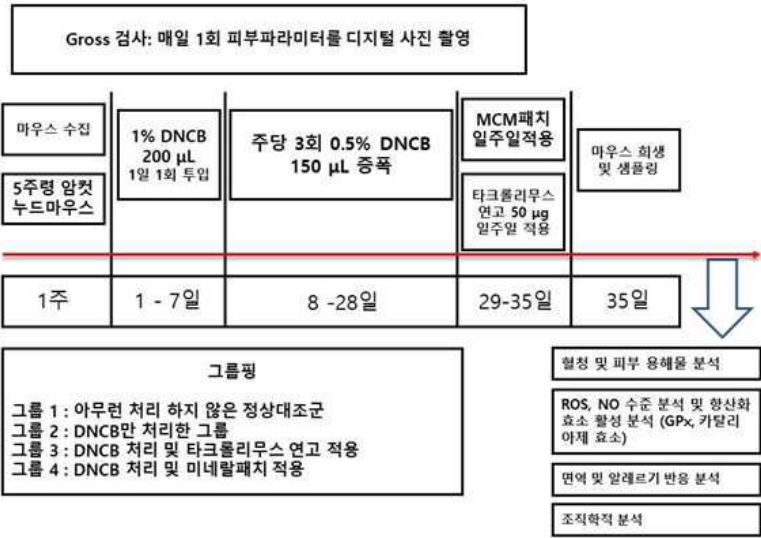 Gross 검사: 매일 1회 피부파라미터를 디지털 사진 촬영
마우스 수집
5주령 암컷
누드마우스
1% DNCB
200 μL
1일 1회 투입
주당 3회 0.5% DNCB
150 μL 증폭
MCM패치
일주일적용
타크롤리무스
연고 50 μg
일주일 적용
마우스 희생
및 샘플링
1주
1 - 7일
8 -28일
29-35일
35일
그룹핑
그룹 1 : 아무런 처리 하지 않은 정상대조군
그룹 2 : DNCB만 처리한 그룹
그룹 3 : DNCB 처리 및 타크롤리무스 연고 적용
그룹 4 : DNCB 처리 및 미네랄패치 적용
혈청 및 피부 용해물 분석
ROS, NO 수준 분석 및 항산화
효소 활성 분석 (GPx, 카탈리
아제 효소)
면역 및 알레르기 반응 분석
조직학적 분석